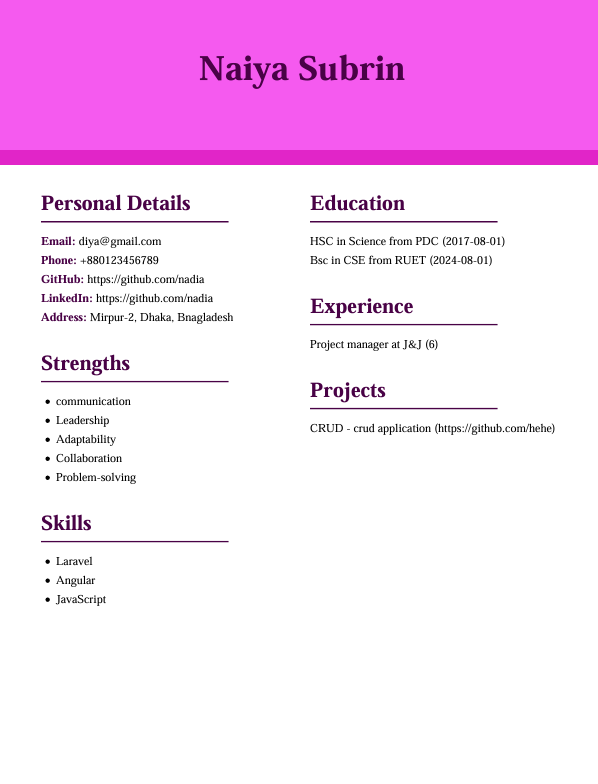 Naiya Subrin
Personal Details
Email: diya@gmail.com
Phone: +880123456789
GitHub: https://github.com/nadia
LinkedIn: https://github.com/nadia
Address: Mirpur-2, Dhaka, Bnagladesh
Strengths
• communication
• Leadership
• Adaptability
• Collaboration
• Problem-solving
Skills
• Laravel
• Angular
• JavaScript
Education
HSC in Science from PDC (2017-08-01)
Bsc in CSE from RUET (2024-08-01)
Experience
Project manager at J&J (6)
Projects
CRUD - crud application (https://github.com/hehe)